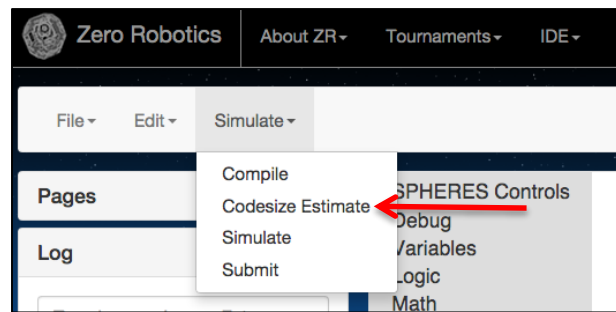 Zero Robotics About ZR Tournaments IDE
File Edit Simulate
Compile
Codesize Estimate
Simulate
Submit
Pages
Log
SPHERES Controls
Debug
Variables
Logic
Math